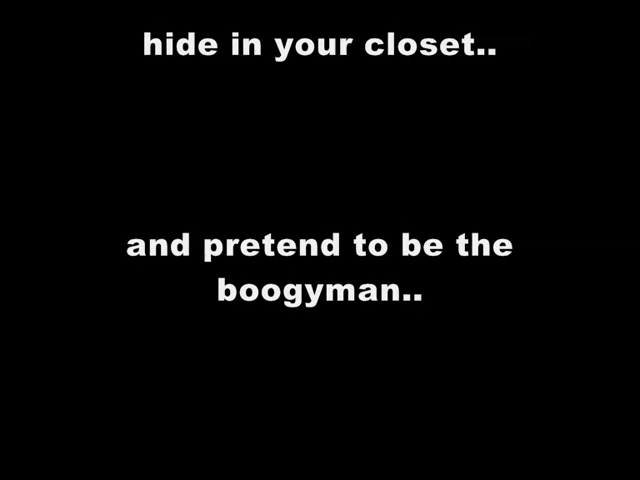 hide in your closet..
and pretend to be the
boogyman..